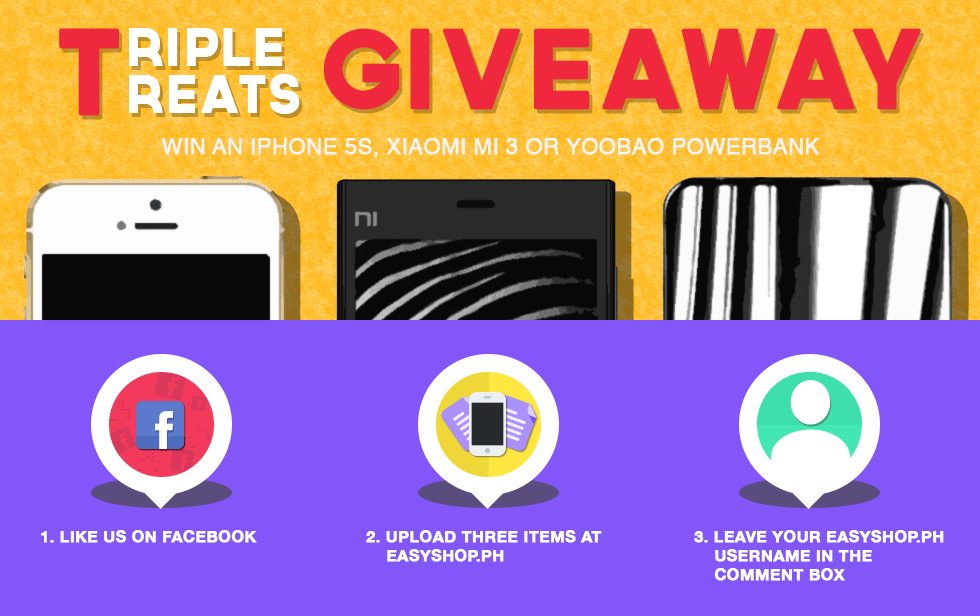 TRIPLE TREATS GIVEAWAY
WIN AN IPHONE 5S, XIAOMI MI 3 OR YOOBAO POWERBANK
MI
f
1. LIKE US ON FACEBOOK
2. UPLOAD THREE ITEMS AT
EASYSHOP.PH
3. LEAVE YOUR EASYSHOP.PH
USERNAME IN THE
COMMENT BOX